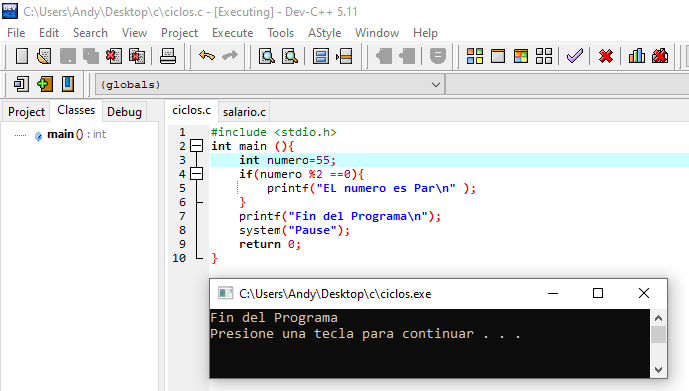 C:\Users\Andy\Desktop\c\ciclos.c - [Executing] - Dev-C++ 5.11
File Edit Search View Project Execute Tools AStyle Window Help
(globals)
Project Classes Debug
main () : int
ciclos.c salario.c
1 #include <stdio.h>
2 int main (){
3 int numero=55;
4 if(numero %2 ==0){
5 printf("EL numero es Par\n" );
6 }
7 printf("Fin del Programa\n");
8 system("Pause");
9 return 0;
10 }
C:\Users\Andy\Desktop\c\ciclos.exe
Fin del Programa
Presione una tecla para continuar . . .